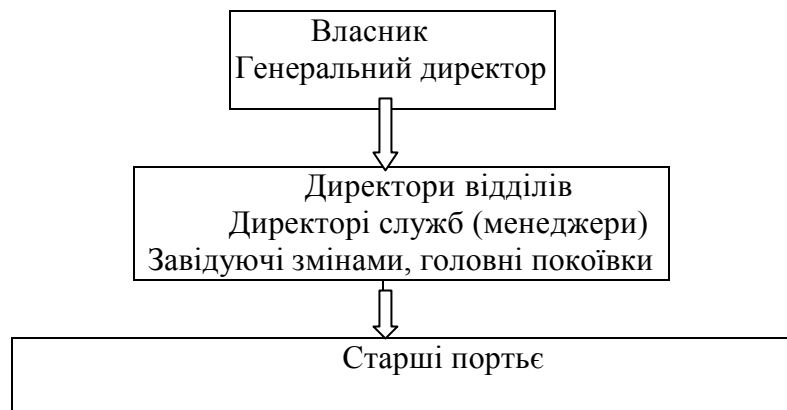 Власник
Генеральний директор
Директори відділів
Директорі служб (менеджери)
Завідуючі змінами, головні покоївки
Старші портьє